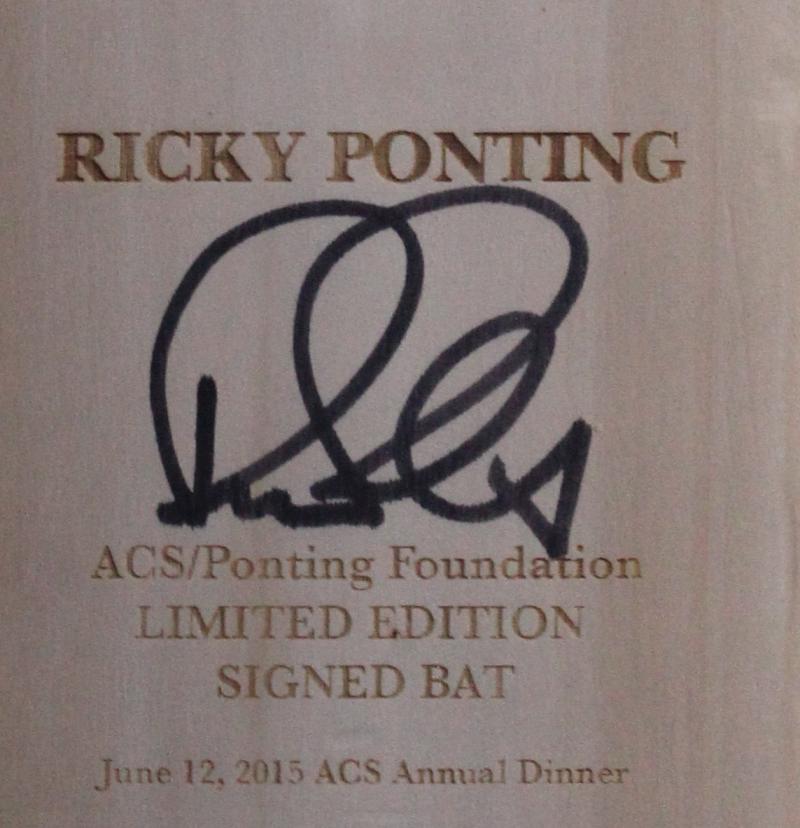 RICKY PONTING
ACS/Ponting Foundation
LIMITED EDITION
SIGNED BAT
June 12, 2015 ACS Annual Dinner